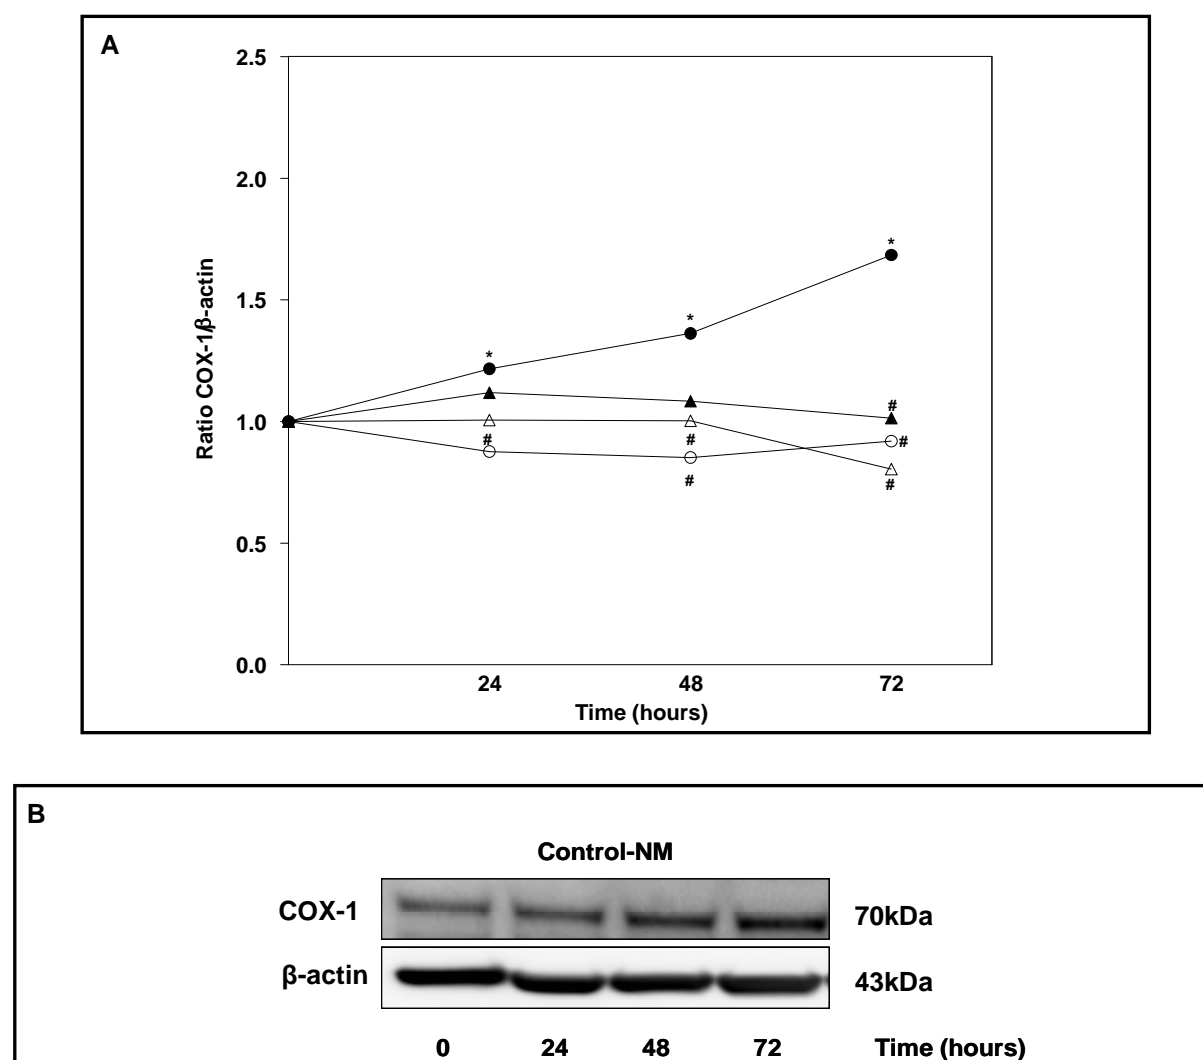 A
2.5
2.0
1.5
1.0
0.5
0.0
Ratio COX-1/β-actin
*
*
*
#
#
#
#
#
#
24 48 72
Time (hours)
B
Control-NM
COX-1 70kDa
β-actin 43kDa
0 24 48 72 Time (hours)